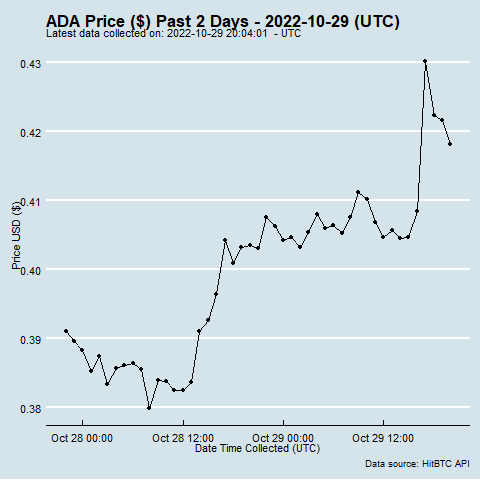 ADA Price ($) Past 2 Days - 2022-10-29 (UTC)
Latest data collected on: 2022-10-29 20:04:01 - UTC
0.43
0.42
0.41
0.40
0.39
0.38
Price USD ($)
Oct 28 00:00 Oct 28 12:00 Oct 29 00:00 Oct 29 12:00
Date Time Collected (UTC)
Data source: HitBTC API